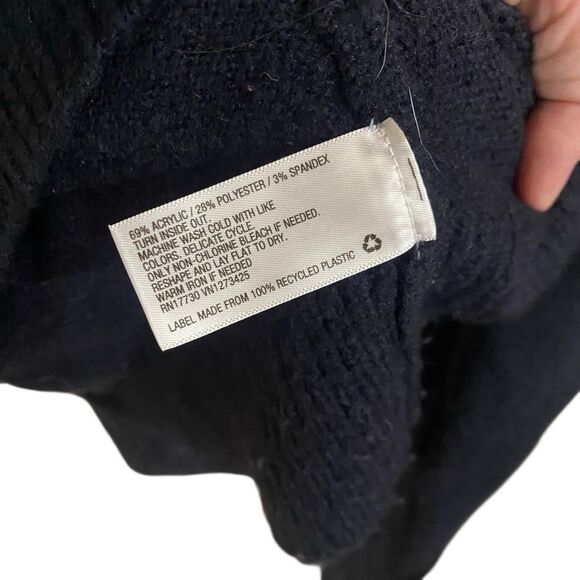 69% ACRYLIC / 28% POLYESTER / 3% SPANDEX
TURN INSIDE OUT.
MACHINE WASH COLD WITH LIKE
COLORS. DELICATE CYCLE.
ONLY NON-CHLORINE BLEACH IF NEEDED.
RESHAPE AND LAY FLAT TO DRY.
WARM IRON IF NEEDED
RN17730 VN1273425
LABEL MADE FROM 100% RECYCLED PLASTIC